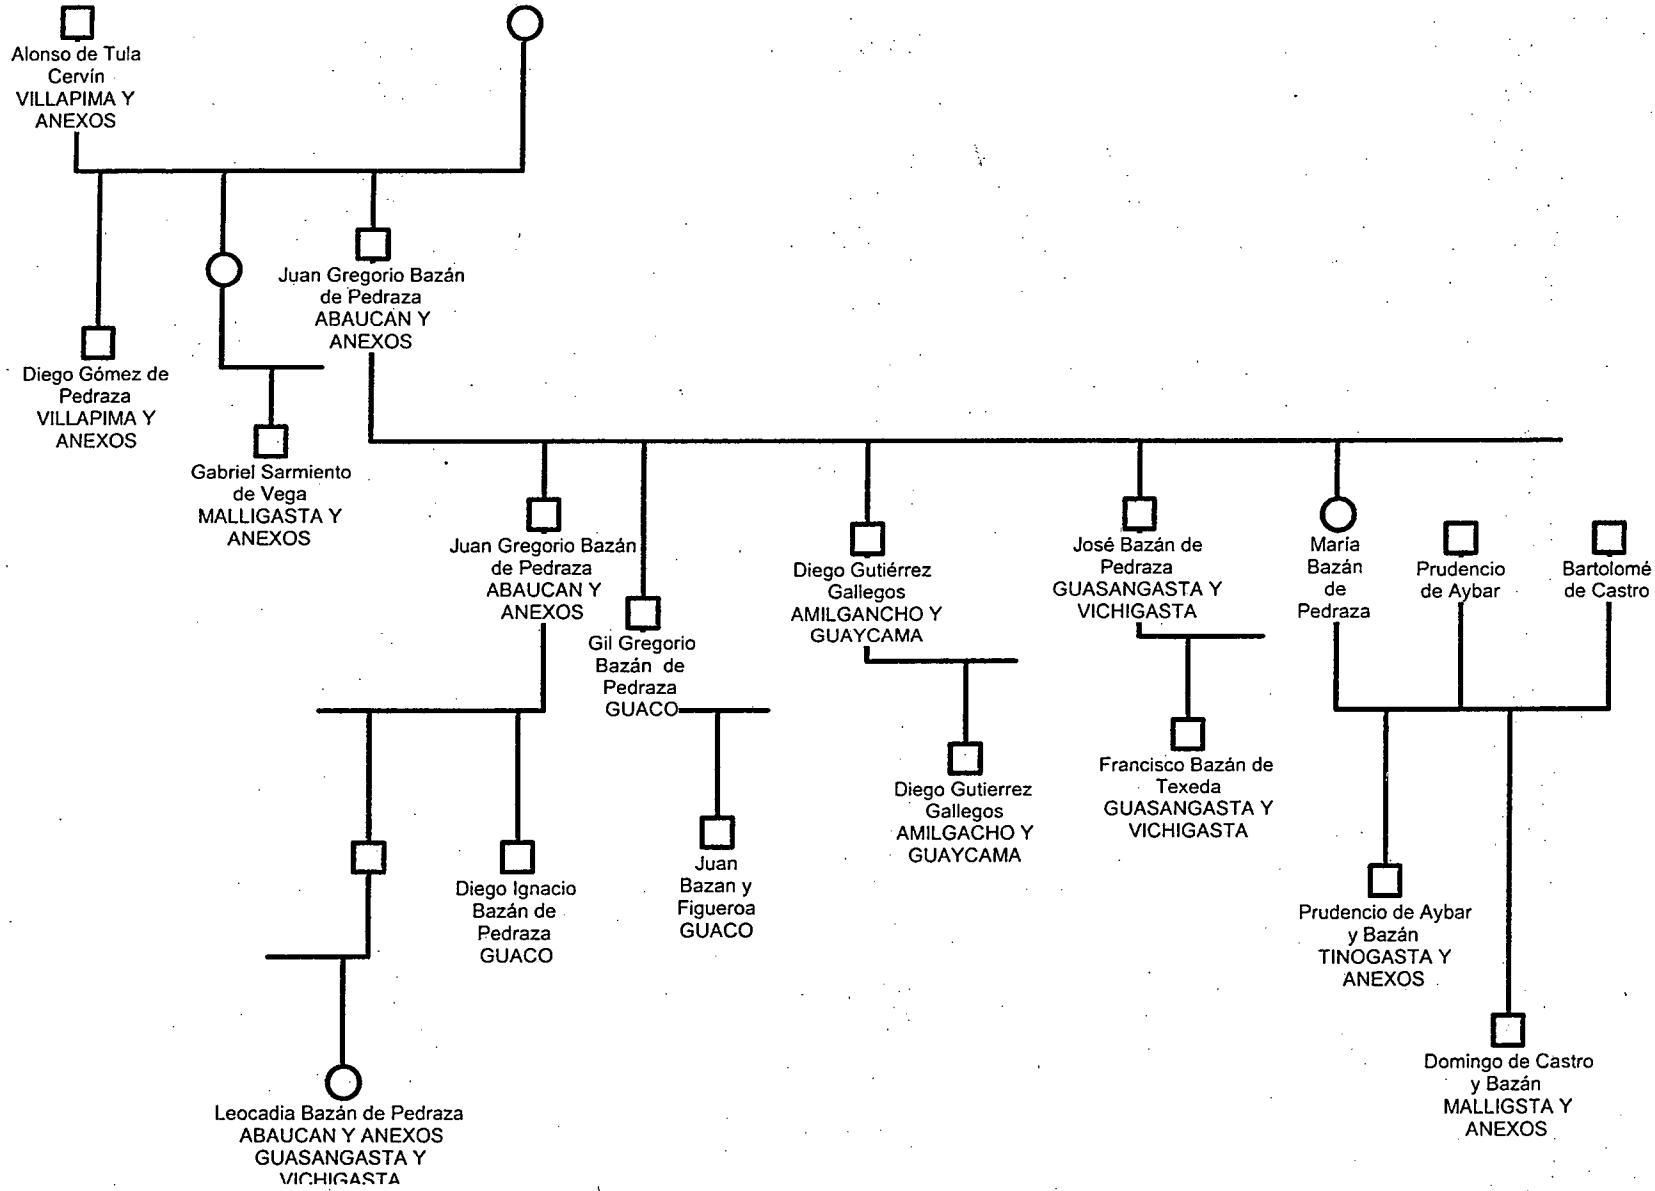 Alonso de Tula
Cervín
VILLAPIMA Y
ANEXOS
Juan Gregorio Bazán
de Pedraza
ABAUCAN Y
ANEXOS
Diego Gómez de
Pedraza
VILLAPIMA Y
ANEXOS
Gabriel Sarmiento
de Vega
MALLIGASTA Y
ANEXOS
Juan Gregorio Bazán
de Pedraza
ABAUCAN Y
ANEXOS
Gil Gregorio
Bazán de
Pedraza
GUACO
Diego Gutiérrez
Gallegos
AMILGANCHO Y
GUAYCAMA
José Bazán de
Pedraza
GUASANGASTA Y
VICHIGASTA
María
Bazán
de
Pedraza
Prudencio
de Aybar
Bartolomé
de Castro
Diego Ignacio
Bazán de
Pedraza
GUACO
Juan
Bazan y
Figueroa
GUACO
Diego Gutierrez
Gallegos
AMILGACHO Y
GUAYCAMA
Francisco Bazán de
Texeda
GUASANGASTA Y
VICHIGASTA
Prudencio de Aybar
y Bazán
TINOGASTA Y
ANEXOS
Domingo de Castro
y Bazán
MALLIGSTA Y
ANEXOS
Leocadia Bazán de Pedraza
ABAUCAN Y ANEXOS
GUASANGASTA Y
VICHIGASTA